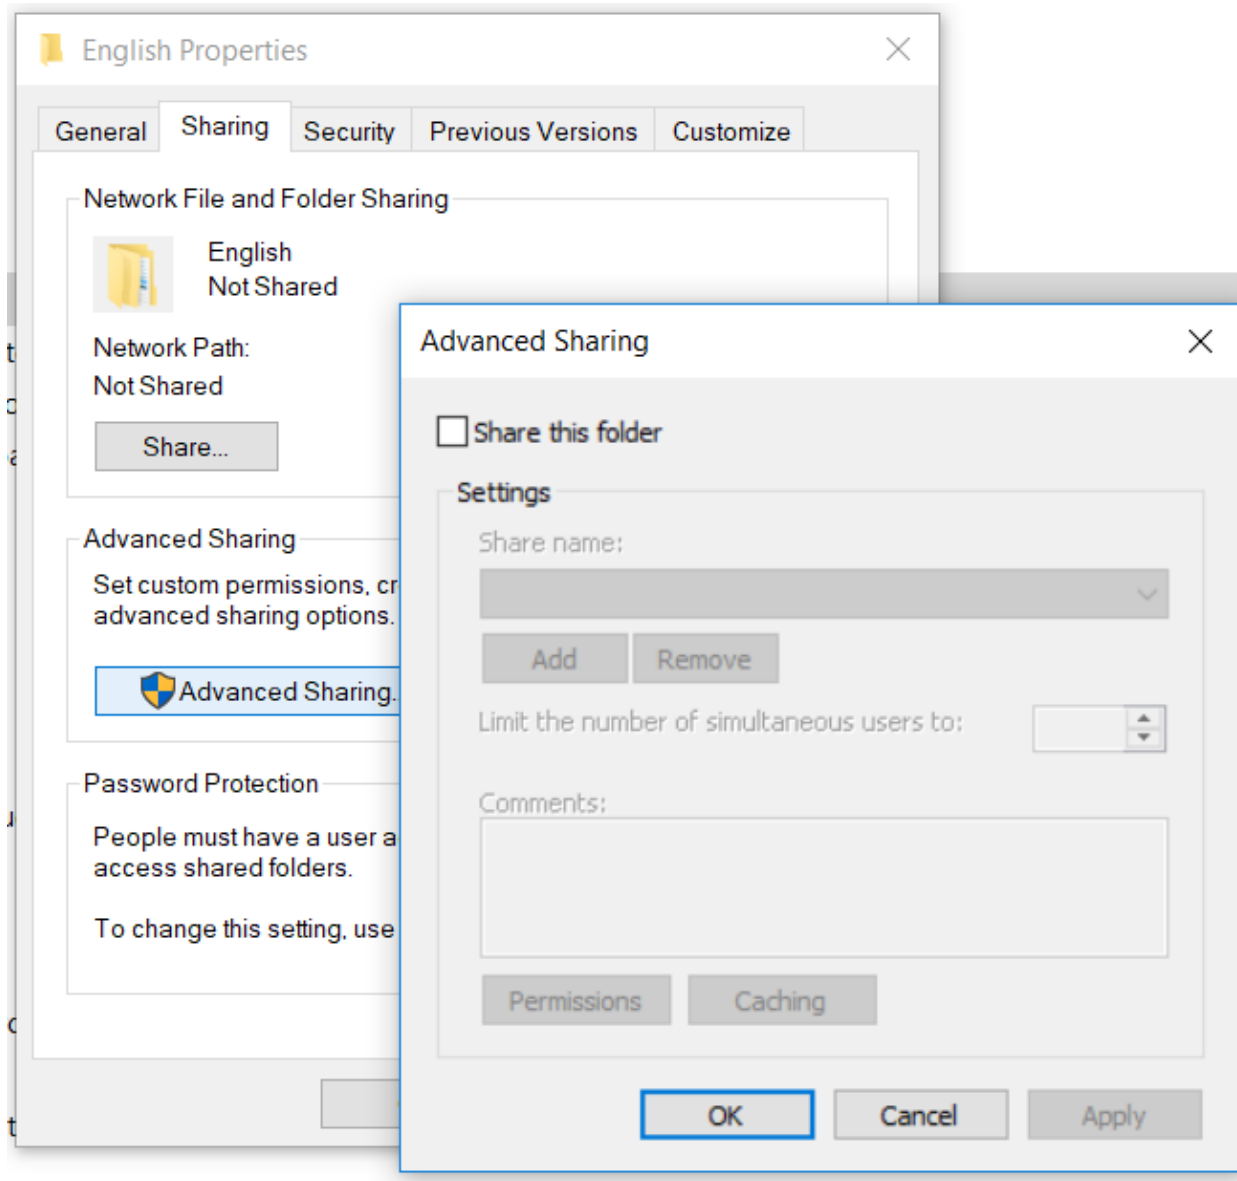 English Properties
General
Sharing
Security
Previous Versions
Customize
Network File and Folder Sharing
English
Not Shared
Network Path:
Not Shared
Share...
Advanced Sharing
Set custom permissions, cr
advanced sharing options.
Advanced Sharing..
Password Protection
People must have a user a
access shared folders.
To change this setting, use
Advanced Sharing
Share this folder
Settings
Share name:
Add
Remove
Limit the number of simultaneous users to:
Comments:
Permissions
Caching
OK
Cancel
Apply